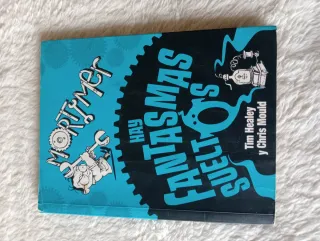 MORTIMER
HAY
FANTASMAS
SUELTOS
Tim Healey
y Chris Mould